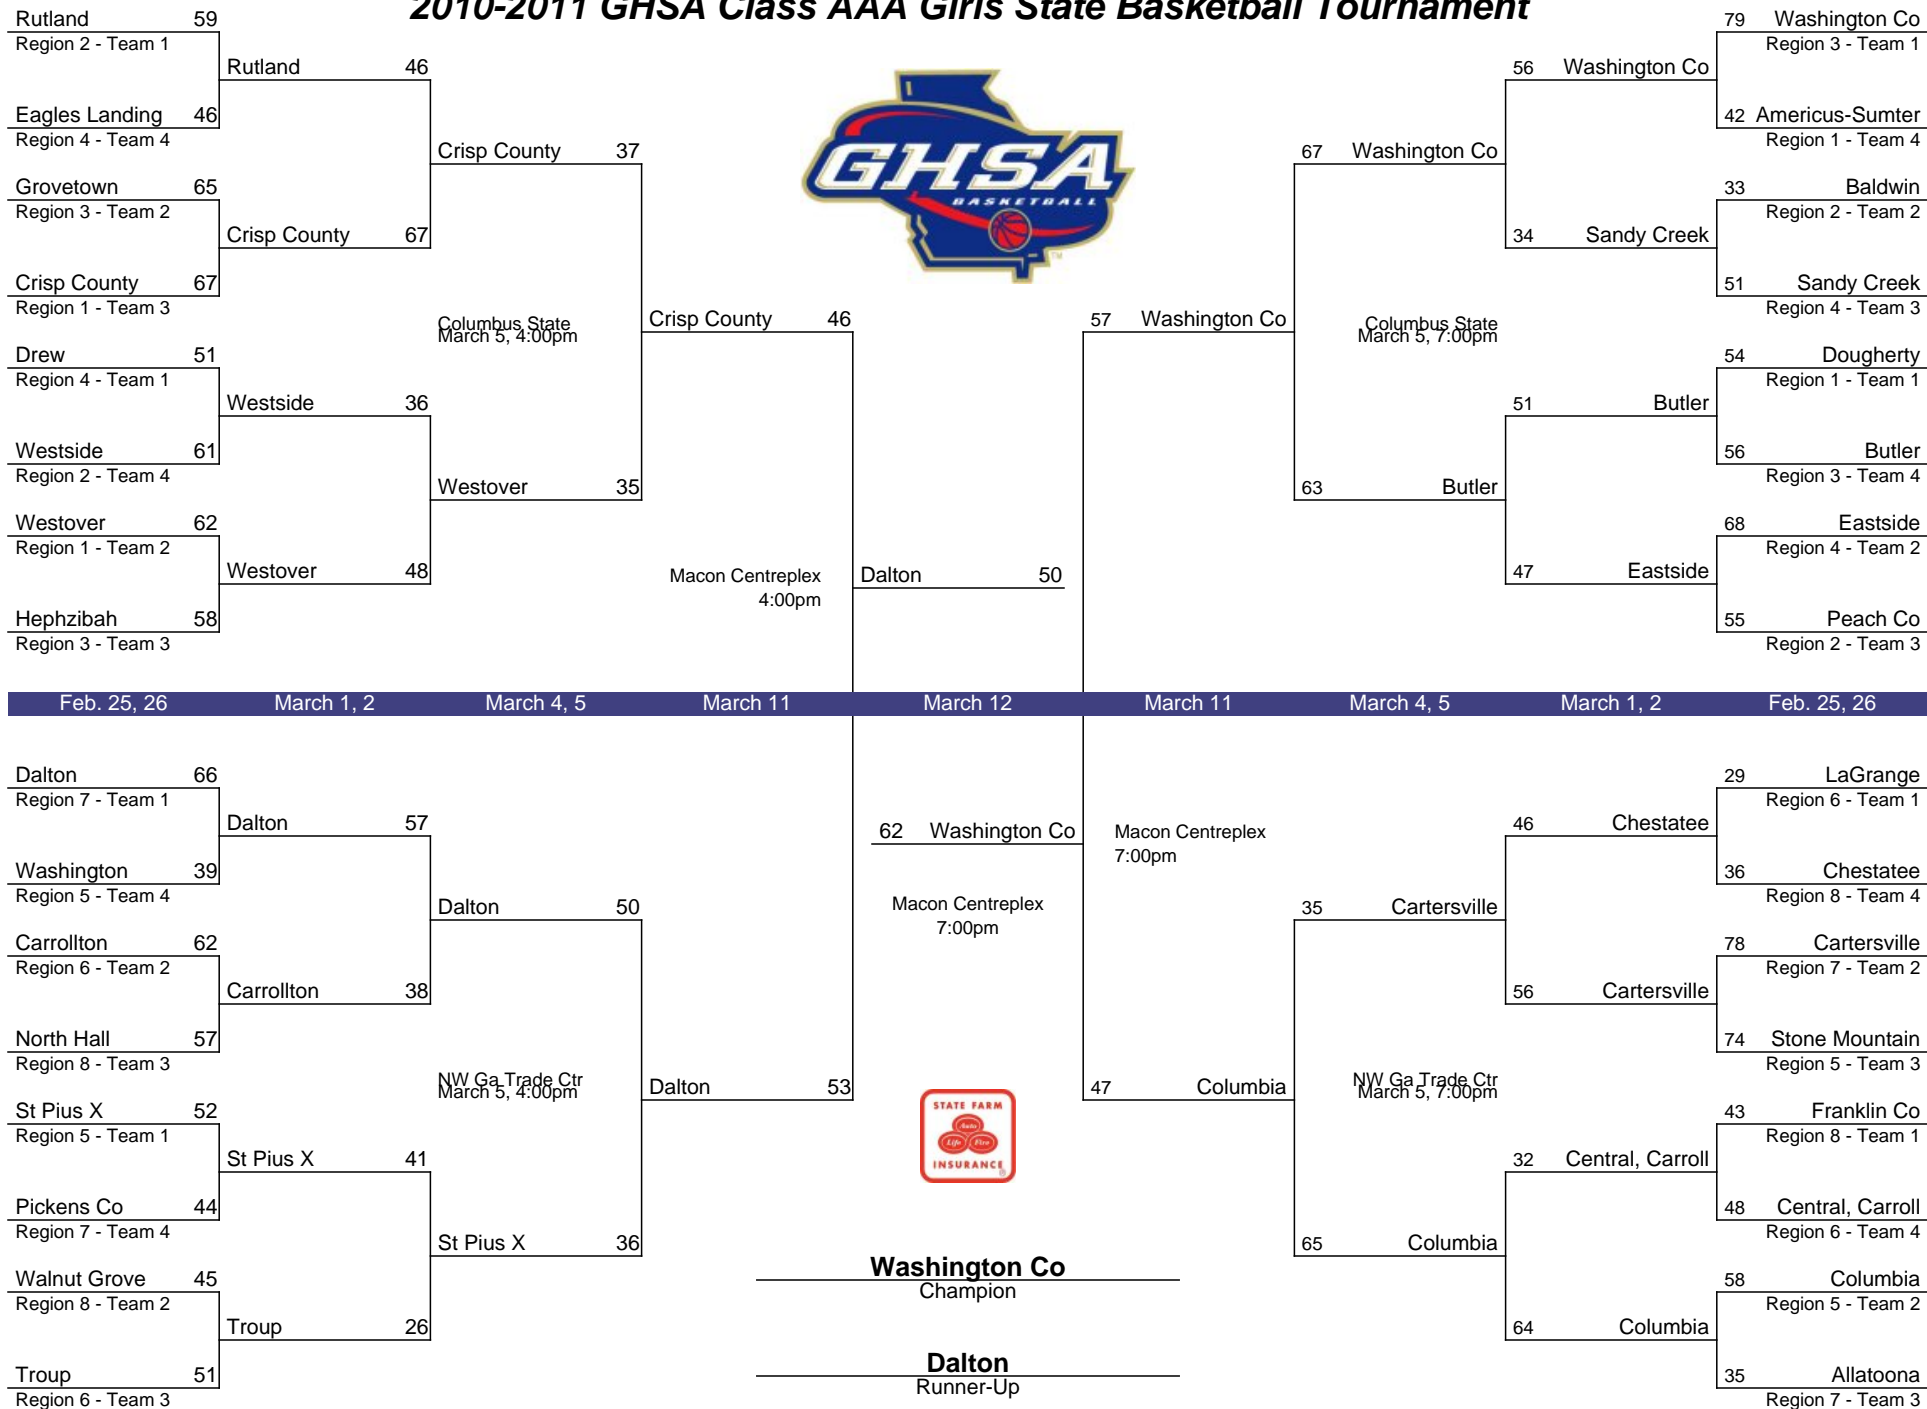 2010-2011 GHSA Class AAA Girls State Basketball Tournament
GHSA
BASKETBALL
TM
Rutland 59
Region 2 - Team 1
Eagles Landing 46
Region 4 - Team 4
Grovetown 65
Region 3 - Team 2
Crisp County 67
Region 1 - Team 3
Drew 51
Region 4 - Team 1
Westside 61
Region 2 - Team 4
Westover 62
Region 1 - Team 2
Hephzibah 58
Region 3 - Team 3
Rutland 46
Crisp County 67
Westside 36
Westover 48
Crisp County 37
Columbus State
March 5, 4:00pm
Westover 35
Crisp County 46
Macon Centreplex
4:00pm
Dalton 50
57 Washington Co
67 Washington Co
Columbus State
March 5, 7:00pm
63 Butler
56 Washington Co
34 Sandy Creek
51 Butler
47 Eastside
79 Washington Co
Region 3 - Team 1
42 Americus-Sumter
Region 1 - Team 4
33 Baldwin
Region 2 - Team 2
51 Sandy Creek
Region 4 - Team 3
54 Dougherty
Region 1 - Team 1
56 Butler
Region 3 - Team 4
68 Eastside
Region 4 - Team 2
55 Peach Co
Region 2 - Team 3
Feb. 25, 26 March 1, 2 March 4, 5 March 11 March 12 March 11 March 4, 5 March 1, 2 Feb. 25, 26
Dalton 66
Region 7 - Team 1
Washington 39
Region 5 - Team 4
Carrollton 62
Region 6 - Team 2
North Hall 57
Region 8 - Team 3
St Pius X 52
Region 5 - Team 1
Pickens Co 44
Region 7 - Team 4
Walnut Grove 45
Region 8 - Team 2
Troup 51
Region 6 - Team 3
Dalton 57
Carrollton 38
St Pius X 41
Troup 26
Dalton 50
NW Ga Trade Ctr
March 5, 4:00pm
St Pius X 36
Dalton 53
62 Washington Co
Macon Centreplex
7:00pm
Macon Centreplex
7:00pm
STATE FARM
Auto
Life Fire
INSURANCE
®
Washington Co
Champion
Dalton
Runner-Up
47 Columbia
35 Cartersville
NW Ga Trade Ctr
March 5, 7:00pm
65 Columbia
46 Chestatee
56 Cartersville
32 Central, Carroll
64 Columbia
29 LaGrange
Region 6 - Team 1
36 Chestatee
Region 8 - Team 4
78 Cartersville
Region 7 - Team 2
74 Stone Mountain
Region 5 - Team 3
43 Franklin Co
Region 8 - Team 1
48 Central, Carroll
Region 6 - Team 4
58 Columbia
Region 5 - Team 2
35 Allatoona
Region 7 - Team 3